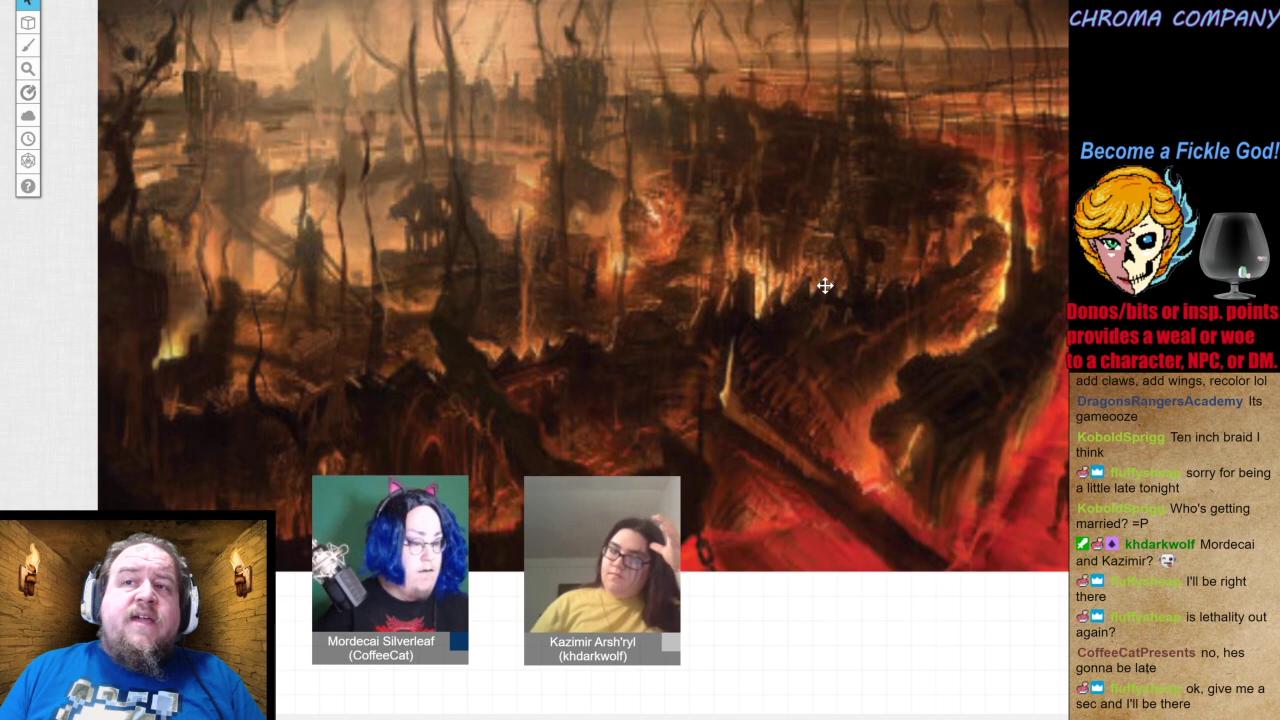 CHROMA COMPANY
Become a Fickle God!
Donos/bits or insp. points
provides a weal or woe
to a character, NPC, or DM.
add claws, add wings, recolor lol
DragonsRangersAcademy Its
gameooze
KoboldSprigg Ten inch braid I
think
fluffysheap sorry for being
a little late tonight
KoboldSprigg Who's getting
married? =P
khdarkwolf Mordecai
and Kazimir?
fluffysheap I'll be right
there
fluffysheap is lethality out
again?
CoffeeCatPresents no, hes
gonna be late
fluffysheap ok, give me a
sec and I'll be there
Mordecai Silverleaf
(CoffeeCat)
Kazimir Arsh'ryl
(khdarkwolf)